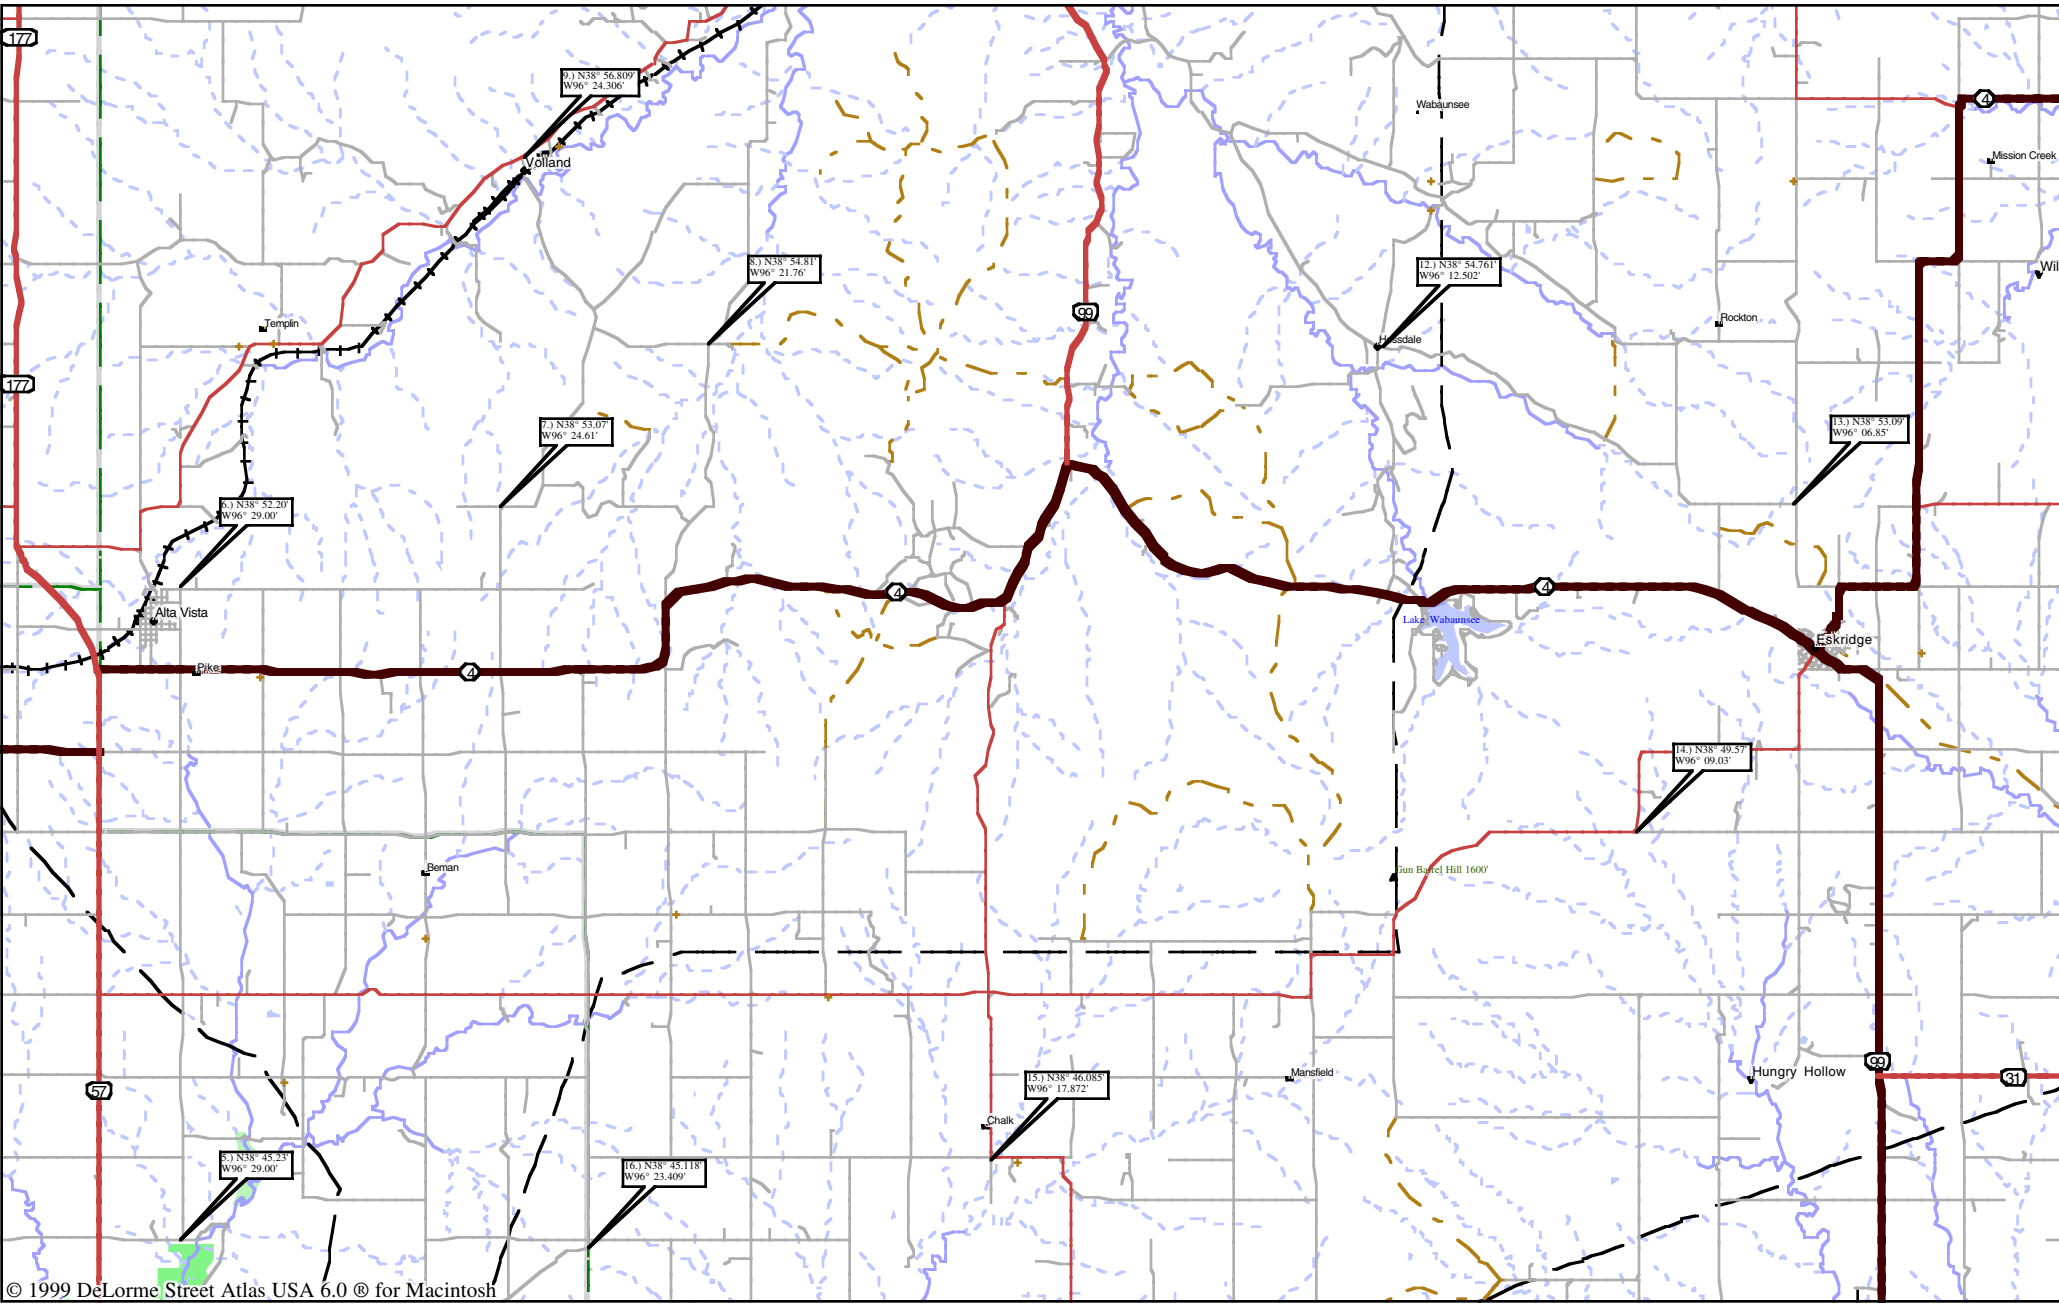 177
4
9.) N38° 56.809'
W96° 24.306'
Wabaunsee
Mission Creek
Volland
8.) N38° 54.81'
W96° 21.76'
12.) N38° 54.761'
W96° 12.502'
Wil
99
Templin
Rockton
Hessdale
177
7.) N38° 53.07'
W96° 24.61'
13.) N38° 53.09'
W96° 06.85'
6.) N38° 52.20'
W96° 29.00'
4
4
Alta Vista
Lake Wabaunsee
Eskridge
Pike
4
14.) N38° 49.57'
W96° 09.03'
Beman
Gun Barrel Hill 1600'
99
Mansfield
Hungry Hollow
31
15.) N38° 46.085'
W96° 17.872'
57
Chalk
5.) N38° 45.23'
W96° 29.00'
16.) N38° 45.118'
W96° 23.409'
© 1999 DeLorme Street Atlas USA 6.0 ® for Macintosh